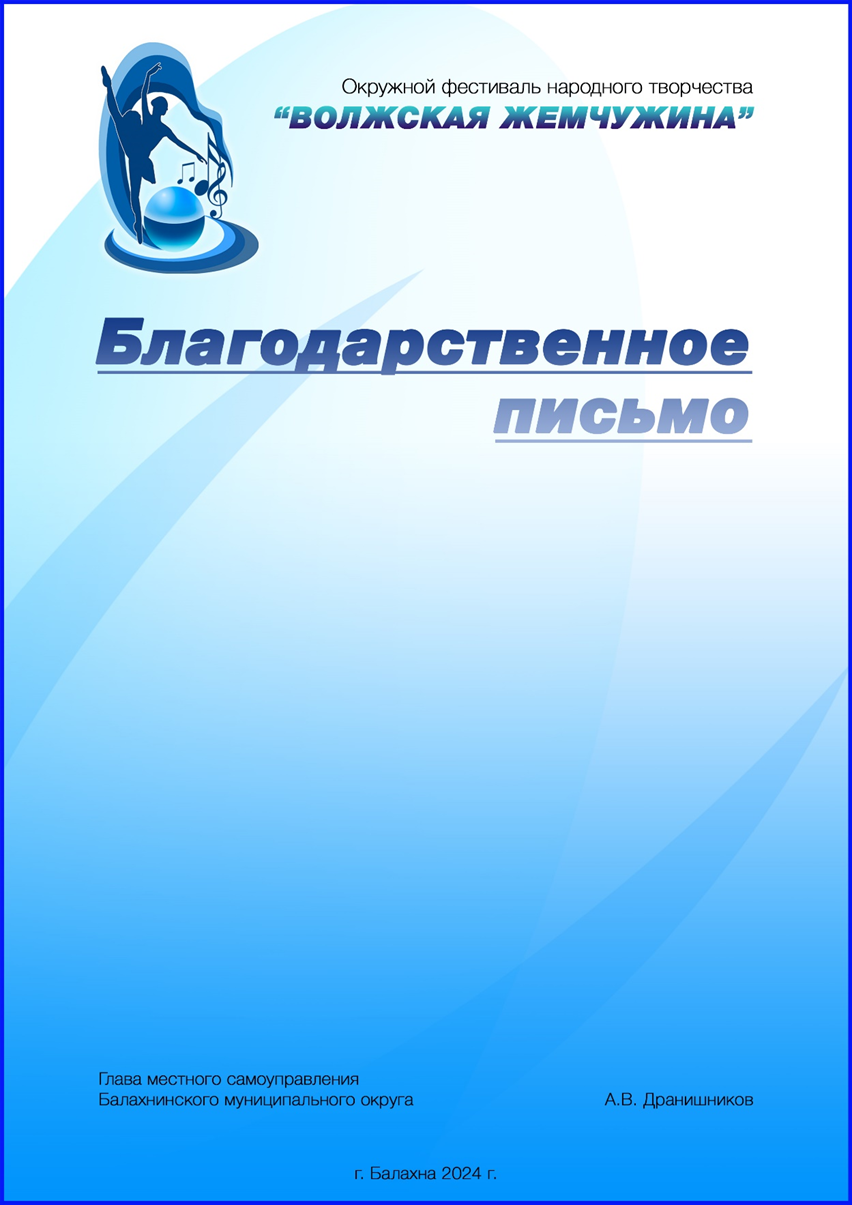 Окружной фестиваль народного творчества
“ВОЛЖСКАЯ ЖЕМЧУЖИНА”
Благодарственное
письмо
Глава местного самоуправления
Балахнинского муниципального округа А.В. Дранишников
г. Балахна 2024 г.